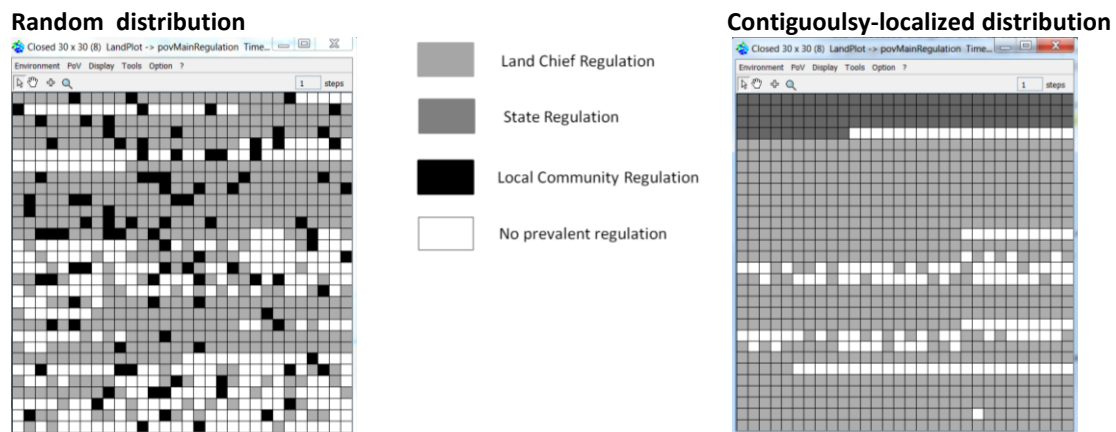 Random distribution
Contiguoulsy-localized distribution
Closed 30 x 30 (8) LandPlot -> povMainRegulation Time...
Environment PoV Display Tools Option ?
1 steps
Land Chief Regulation
State Regulation
Local Community Regulation
No prevalent regulation
Closed 30 x 30 (8) LandPlot -> povMainRegulation Time...
Environment PoV Display Tools Option ?
1 steps